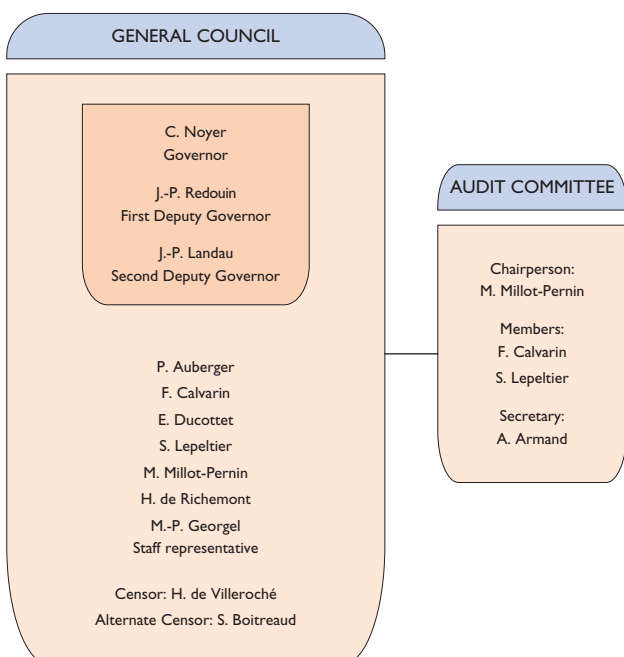 GENERAL COUNCIL
C. Noyer
Governor
J.-P. Redouin
First Deputy Governor
J.-P. Landau
Second Deputy Governor
P. Auberger
F. Calvarin
E. Ducottet
S. Lepeltier
M. Millot-Pernin
H. de Richemont
M.-P. Georgel
Staff representative
Censor: H. de Villeroché
Alternate Censor: S. Boitreaud
AUDIT COMMITTEE
Chairperson:
M. Millot-Pernin
Members:
F. Calvarin
S. Lepeltier
Secretary:
A. Armand